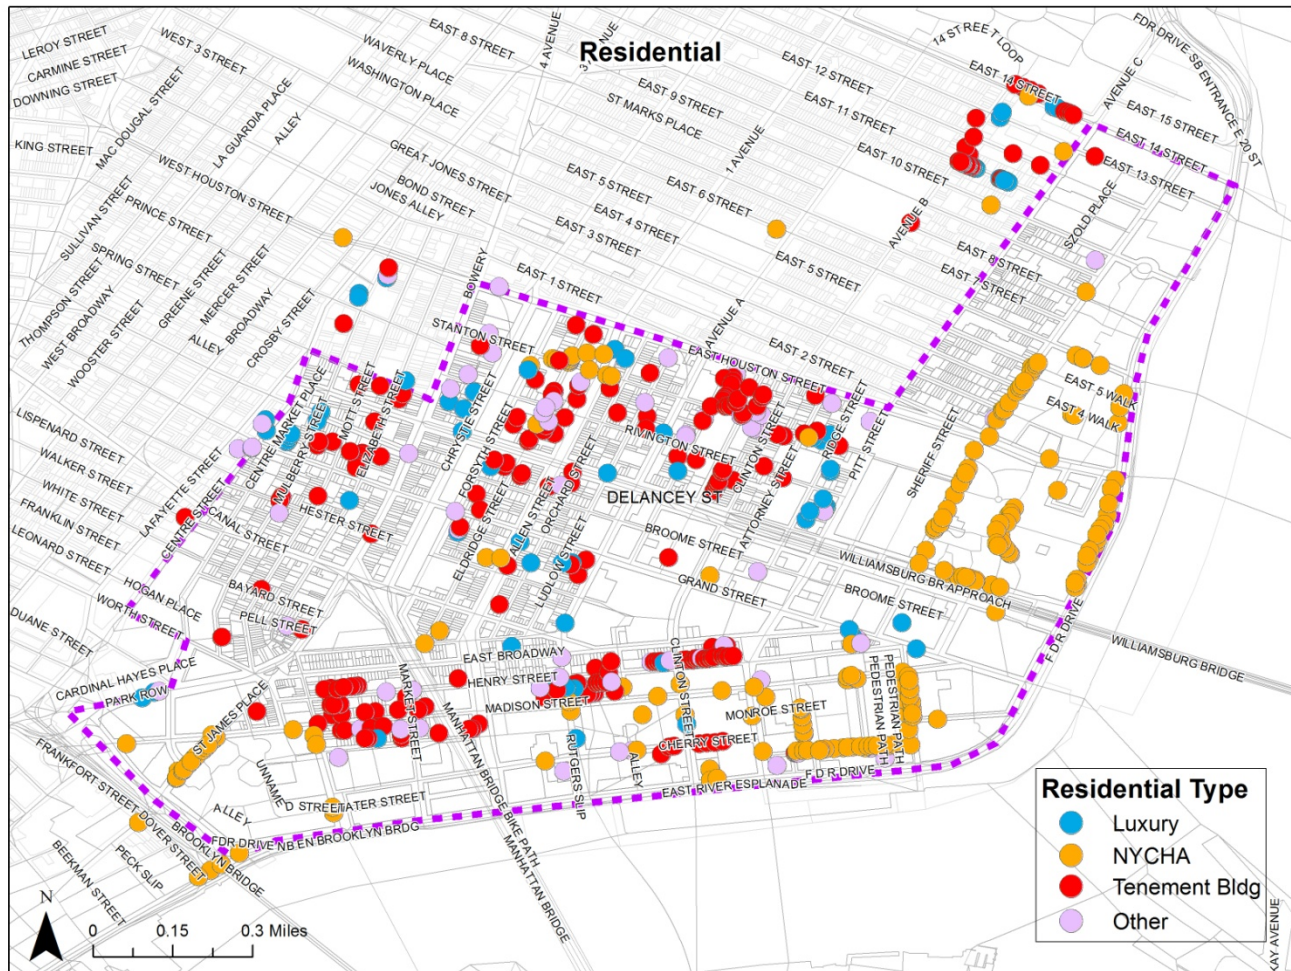 Residential
LEROY STREET
CARMINE STREET
DOWNING STREET
KING STREET
WEST 3 STREET
MAC DOUGAL STREET
LA GUARDIA PLACE
ALLEY
WAVERLY PLACE
WASHINGTON PLACE
EAST 8 STREET
4 AVENUE
EAST 9 STREET
ST MARKS PLACE
EAST 12 STREET
EAST 11 STREET
EAST 10 STREET
14 STREET LOOP
EAST 14 STREET
AVENUE C
FDR DRIVE SB ENTRANCE E 20 ST
EAST 15 STREET
EAST 14 STREET
EAST 13 STREET
SZOLD PLACE
1 AVENUE
AVENUE B
WEST HOUSTON STREET
PRINCE STREET
SPRING STREET
SULLIVAN STREET
THOMPSON STREET
WEST BROADWAY
WOOSTER STREET
GREENE STREET
MERCER STREET
BROADWAY
ALLEY
CROSBY STREET
GREAT JONES STREET
BOND STREET
JONES ALLEY
EAST 5 STREET
EAST 4 STREET
EAST 3 STREET
EAST 6 STREET
EAST 5 STREET
EAST 8 STREET
EAST 7 STREET
BOWERY
EAST 1 STREET
STANTON STREET
AVENUE A
EAST 2 STREET
EAST HOUSTON STREET
LISPENARD STREET
WALKER STREET
WHITE STREET
FRANKLIN STREET
LEONARD STREET
LAFAYETTE STREET
CENTRE STREET
CENTRE MARKET PLACE
MULBERRY STREET
MOTT STREET
ELIZABETH STREET
CHRYSTIE STREET
FORSYTH STREET
ELDRIDGE STREET
ALLEN STREET
ORCHARD STREET
LUDLOW STREET
RIVINGTON STREET
CLINTON STREET
ATTORNEY STREET
RIDGE STREET
PITT STREET
SHERIFF STREET
EAST 5 WALK
EAST 4 WALK
DELANCEY ST
HESTER STREET
CANAL STREET
BAYARD STREET
PELL STREET
HOGAN PLACE
WORTH STREET
DUANE STREET
CARDINAL HAYES PLACE
PARK ROW
BROOME STREET
GRAND STREET
BROOME STREET
WILLIAMSBURG BR APPROACH
WILLIAMSBURG BRIDGE
F D R DRIVE
EAST BROADWAY
HENRY STREET
MADISON STREET
CLINTON STREET
MONROE STREET
CHERRY STREET
PEDESTRIAN PATH
PEDESTRIAN PATH
MARKET STREET
ST JAMES PLACE
MANHATTAN BRIDGE
RUTGERS SLIP
ALLEY
F D R DRIVE
EAST RIVER ESPLANADE
FRANKFORT STREET
DOVER STREET
BEEKMAN STREET
PECK SLIP
ALLEY
BROOKLYN BRIDGE
FDR DRIVE NB EN BROOKLYN BRDG
MANHATTAN BRIDGE BIKE PATH
MANHATTAN BRIDGE
N
0 0.15 0.3 Miles
Residential Type
Luxury
NYCHA
Tenement Bldg
Other